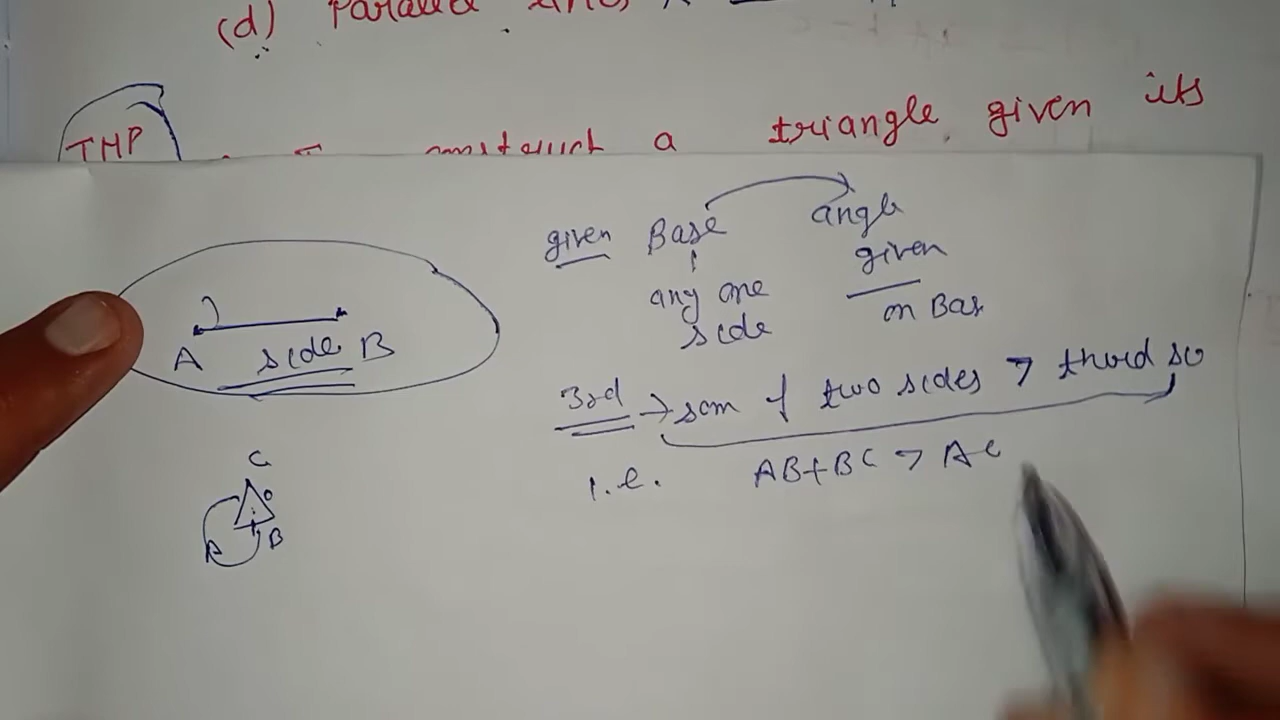 (d) Parallel
THP construct a triangle, given its
given Base angle
given
any one
side
on Bas
A side B
3rd → sum of two sides > third si
i.e. AB+BC > AC
C
A B